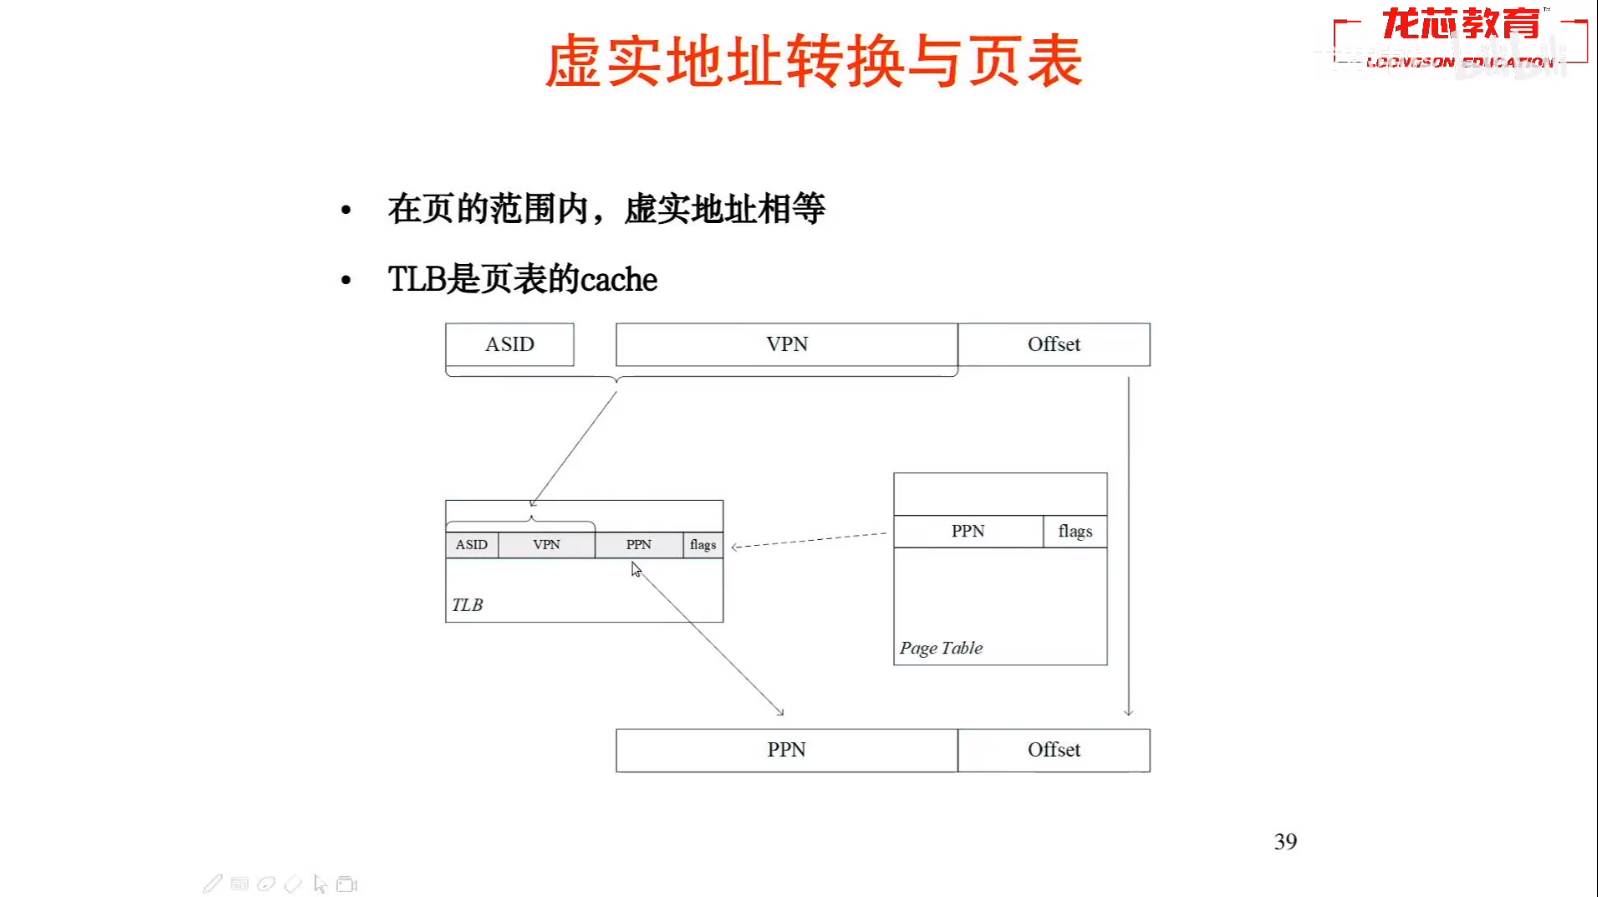 虚实地址转换与页表
龙芯教育
LOONGSON EDUCATION
• 在页的范围内，虚实地址相等
• TLB是页表的cache
ASID VPN Offset
PPN flags
ASID VPN PPN flags
TLB
Page Table
PPN Offset
39